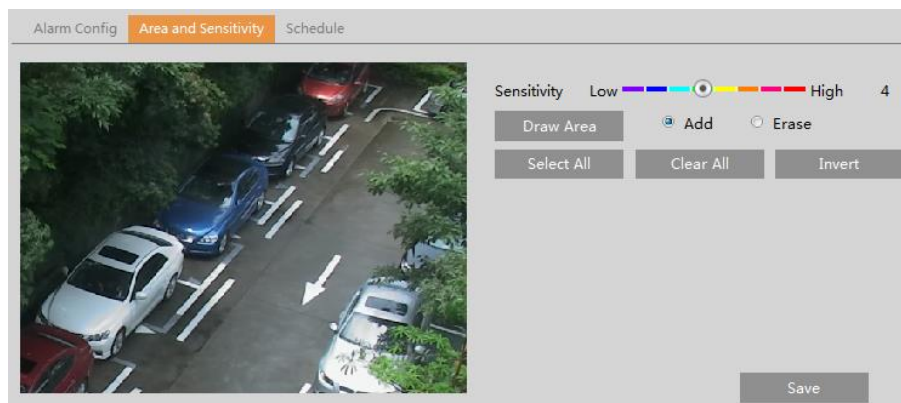 Alarm Config Area and Sensitivity Schedule
Sensitivity Low High 4
Draw Area Add Erase
Select All Clear All Invert
Save